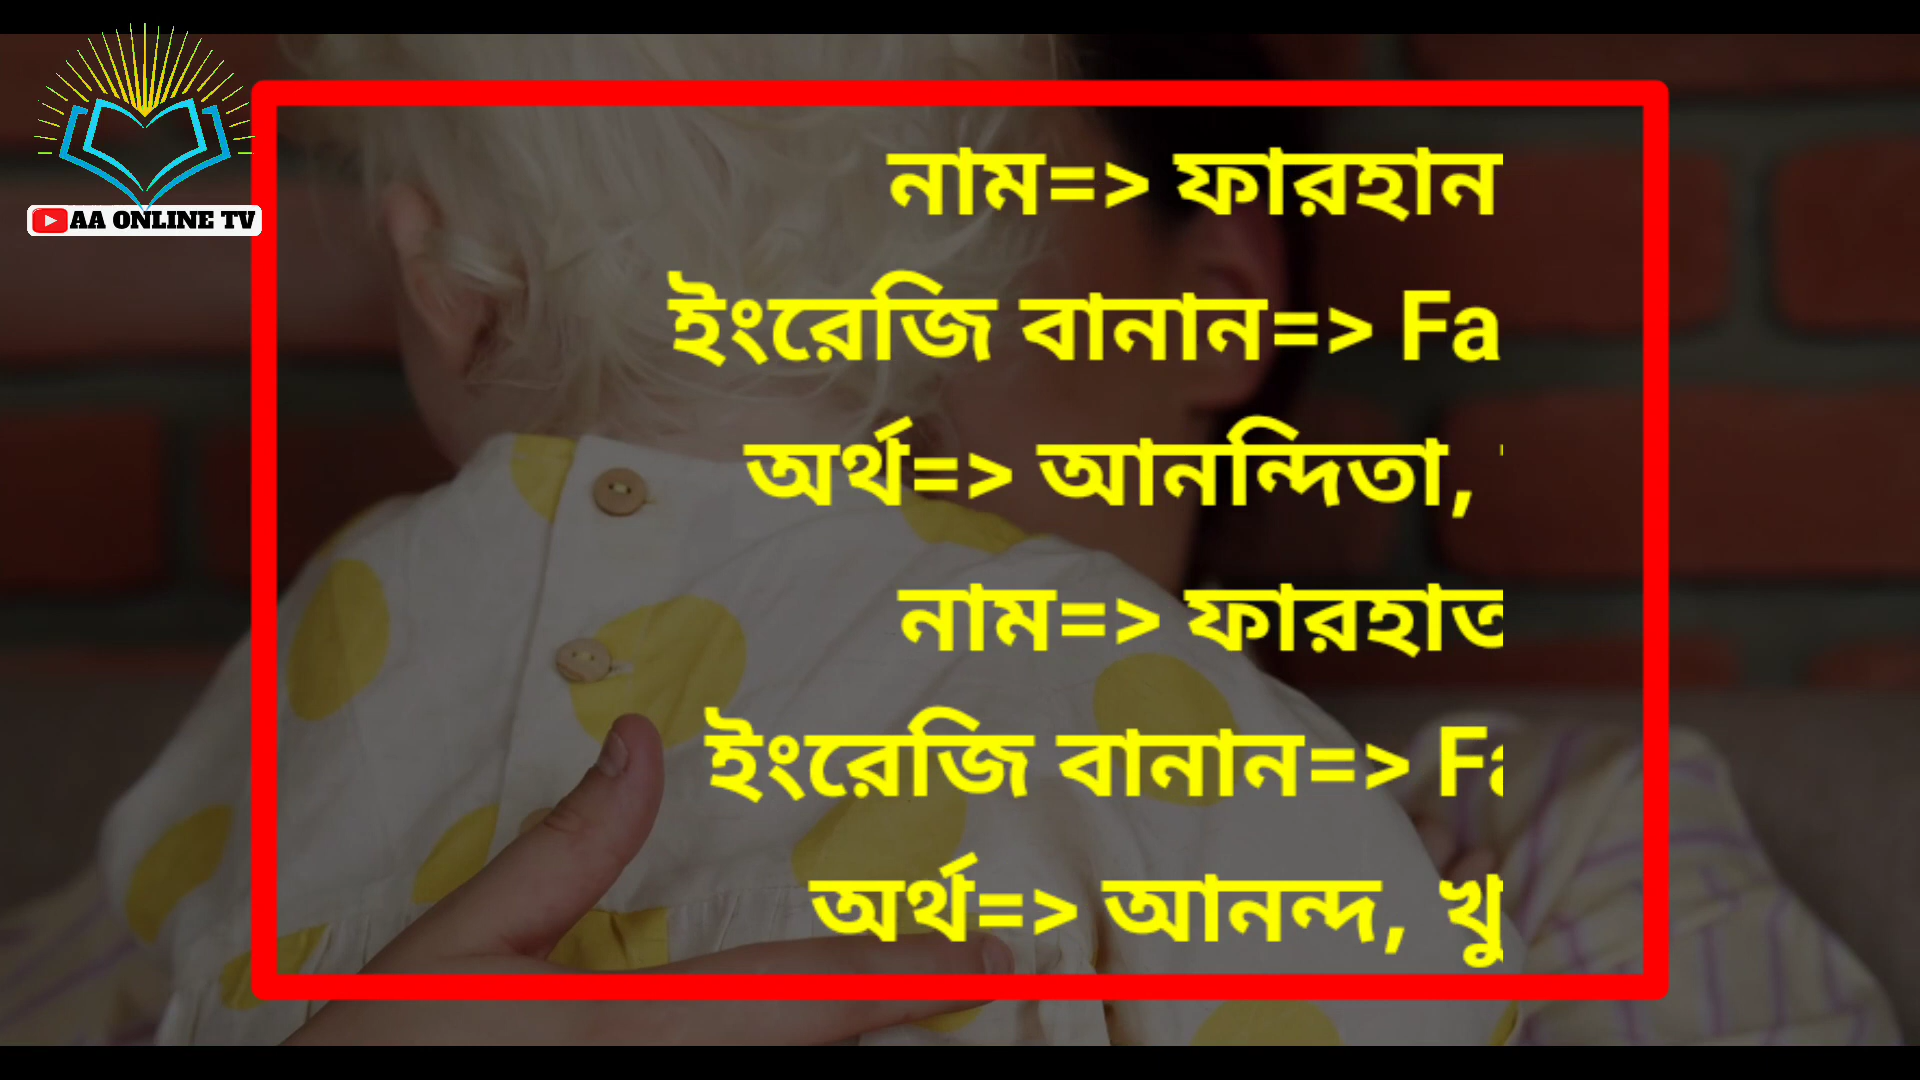 AA ONLINE TV
নাম=> ফারহান
ইংরেজি বানান=> Fa
অর্থ=> আনন্দিতা,
নাম=> ফারহাত
ইংরেজি বানান=>
অর্থ=> আনন্দ,